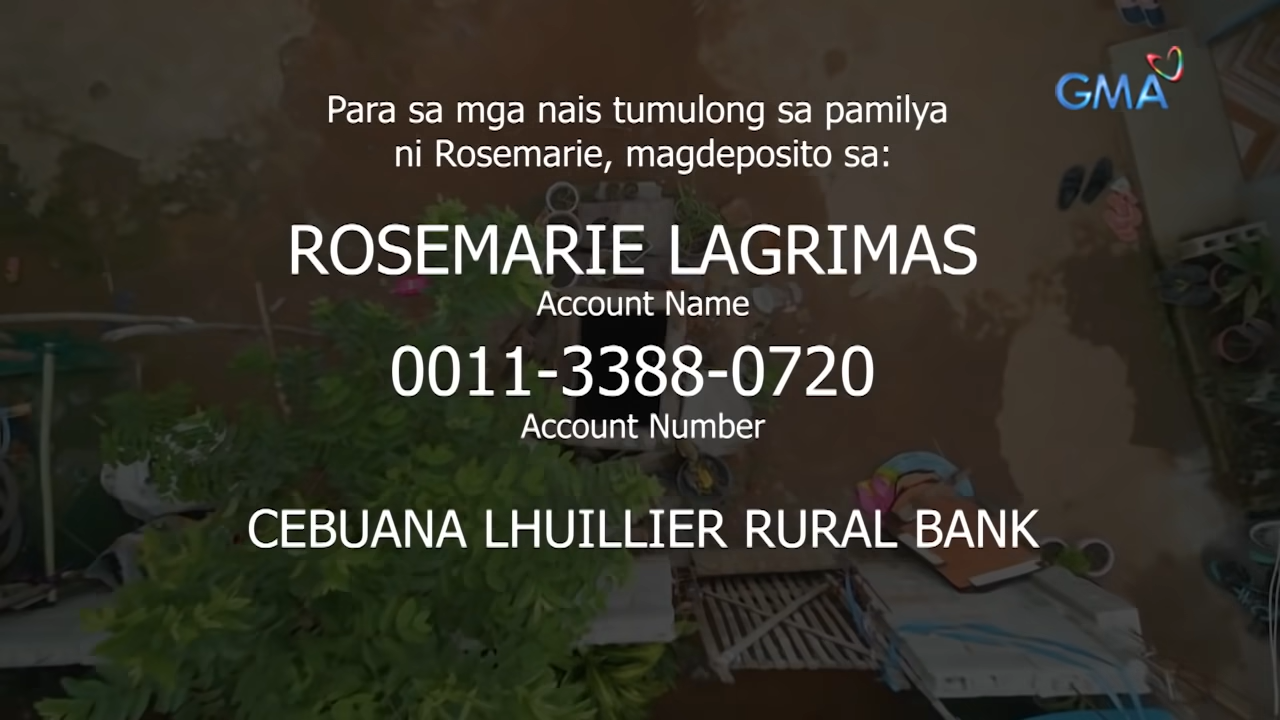 GMA
Para sa mga nais tumulong sa pamilya
ni Rosemarie, magdeposito sa:
ROSEMARIE LAGRIMAS
Account Name
0011-3388-0720
Account Number
CEBUANA LHUILLIER RURAL BANK